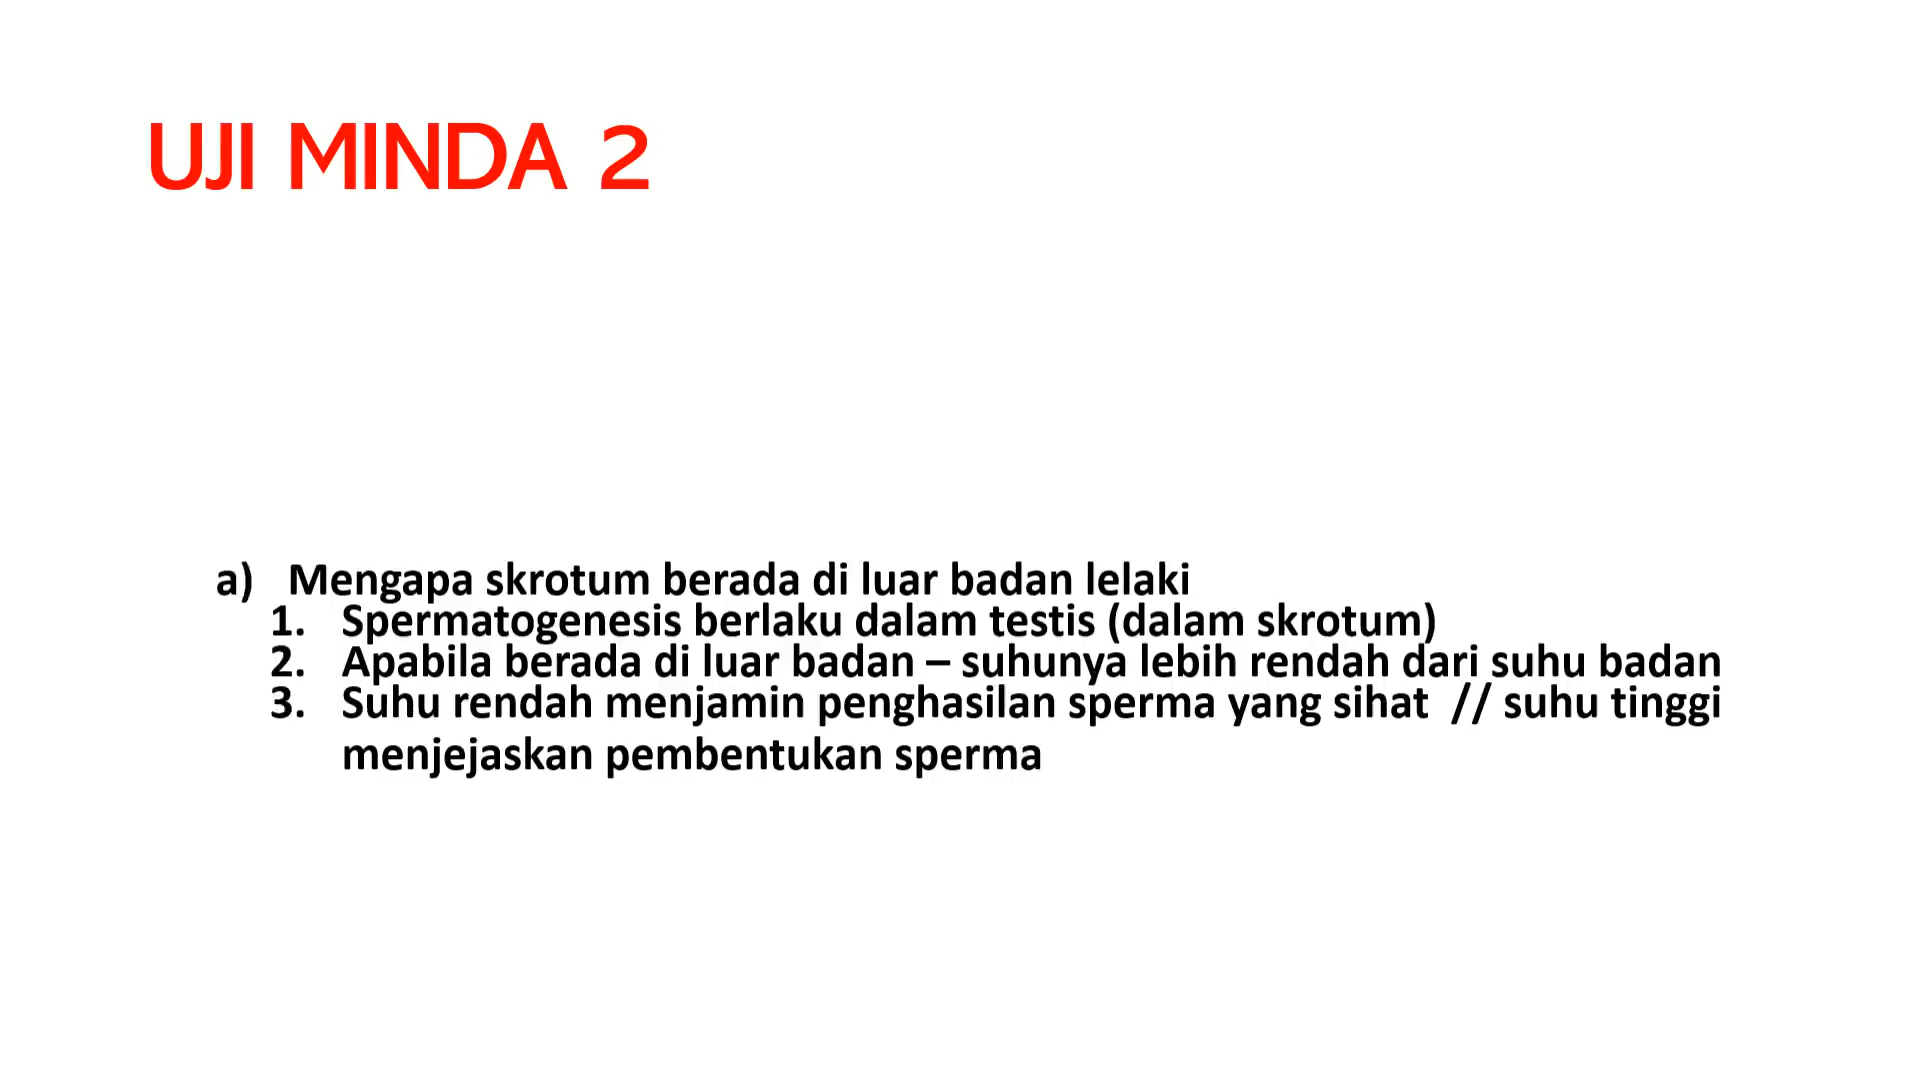 UJI MINDA 2
a) Mengapa skrotum berada di luar badan lelaki
1. Spermatogenesis berlaku dalam testis (dalam skrotum)
2. Apabila berada di luar badan – suhunya lebih rendah dari suhu badan
3. Suhu rendah menjamin penghasilan sperma yang sihat // suhu tinggi
menjejaskan pembentukan sperma